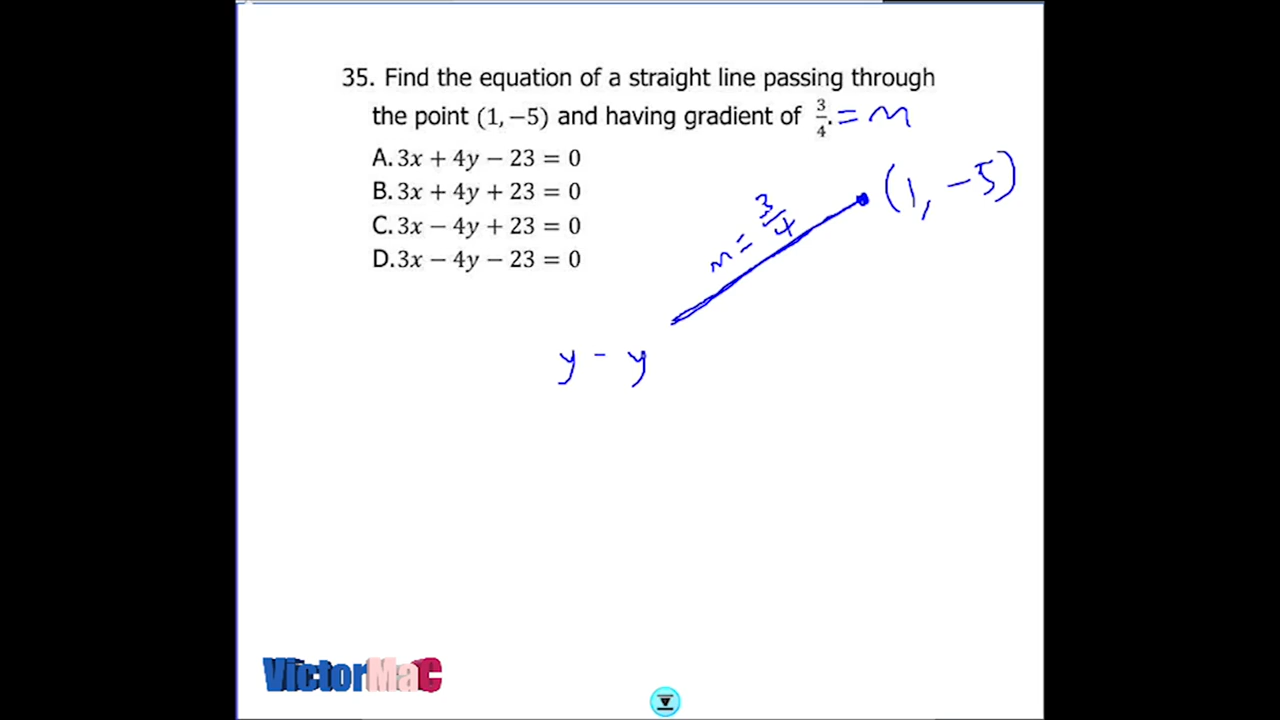 35. Find the equation of a straight line passing through
the point (1, −5) and having gradient of 3/4. = m
A. 3x + 4y − 23 = 0
B. 3x + 4y + 23 = 0
C. 3x − 4y + 23 = 0
D. 3x − 4y − 23 = 0
(1, −5)
m = 3/4
y − y
VictorMaC